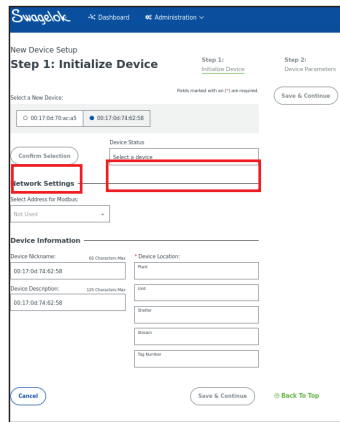 Swagelok Dashboard Administration
New Device Setup
Step 1: Initialize Device
Step 1:
Initialize Device
Step 2:
Device Parameters
Fields marked with an (*) are required.
Save & Continue
Select a New Device:
00:17:0d:70:ac:a5 00:17:0d:74:62:58
Device Status
Confirm Selection
Select a device
Network Settings
Select Address for Modbus:
Not Used
Device Information
Device Nickname: 60 Characters Max
* Device Location:
00:17:0d:74:62:58
Plant
Device Description: 125 Characters Max
Unit
00:17:0d:74:62:58
Shelter
Stream
Tag Number
Cancel
Save & Continue
Back To Top